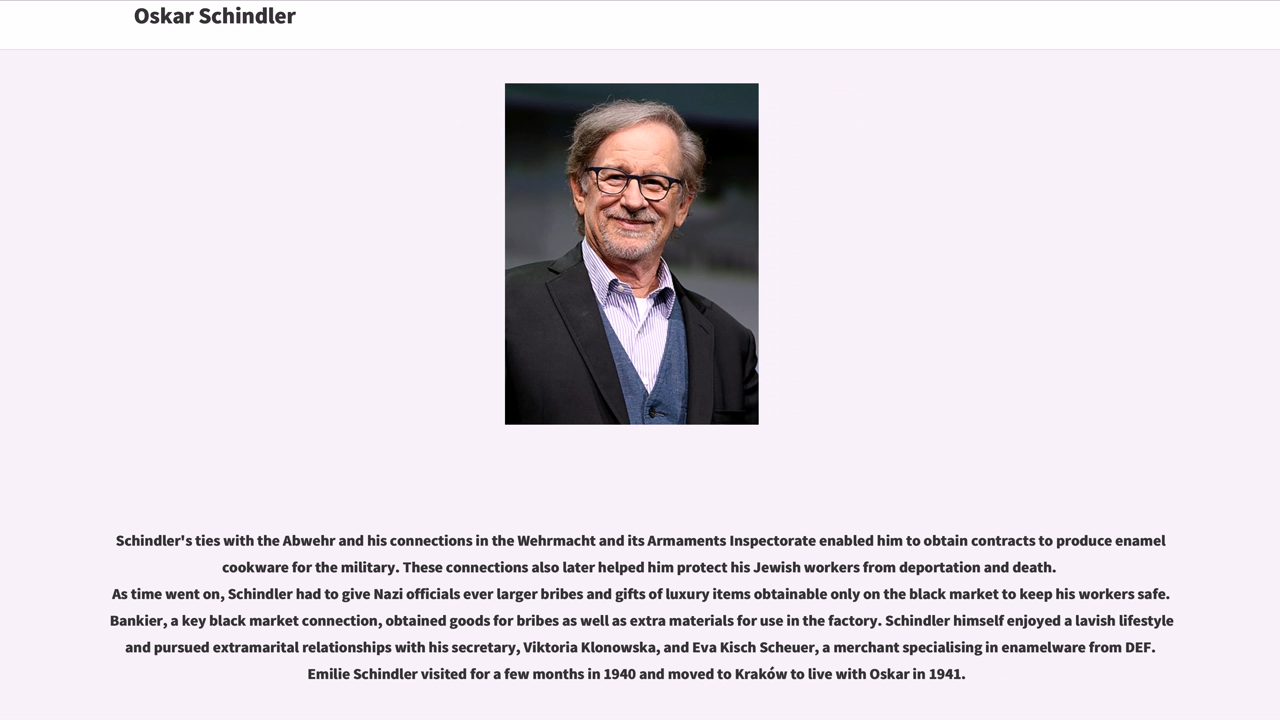 Oskar Schindler
Schindler's ties with the Abwehr and his connections in the Wehrmacht and its Armaments Inspectorate enabled him to obtain contracts to produce enamel
cookware for the military. These connections also later helped him protect his Jewish workers from deportation and death.
As time went on, Schindler had to give Nazi officials ever larger bribes and gifts of luxury items obtainable only on the black market to keep his workers safe.
Bankier, a key black market connection, obtained goods for bribes as well as extra materials for use in the factory. Schindler himself enjoyed a lavish lifestyle
and pursued extramarital relationships with his secretary, Viktoria Klonowska, and Eva Kisch Scheuer, a merchant specialising in enamelware from DEF.
Emilie Schindler visited for a few months in 1940 and moved to Kraków to live with Oskar in 1941.